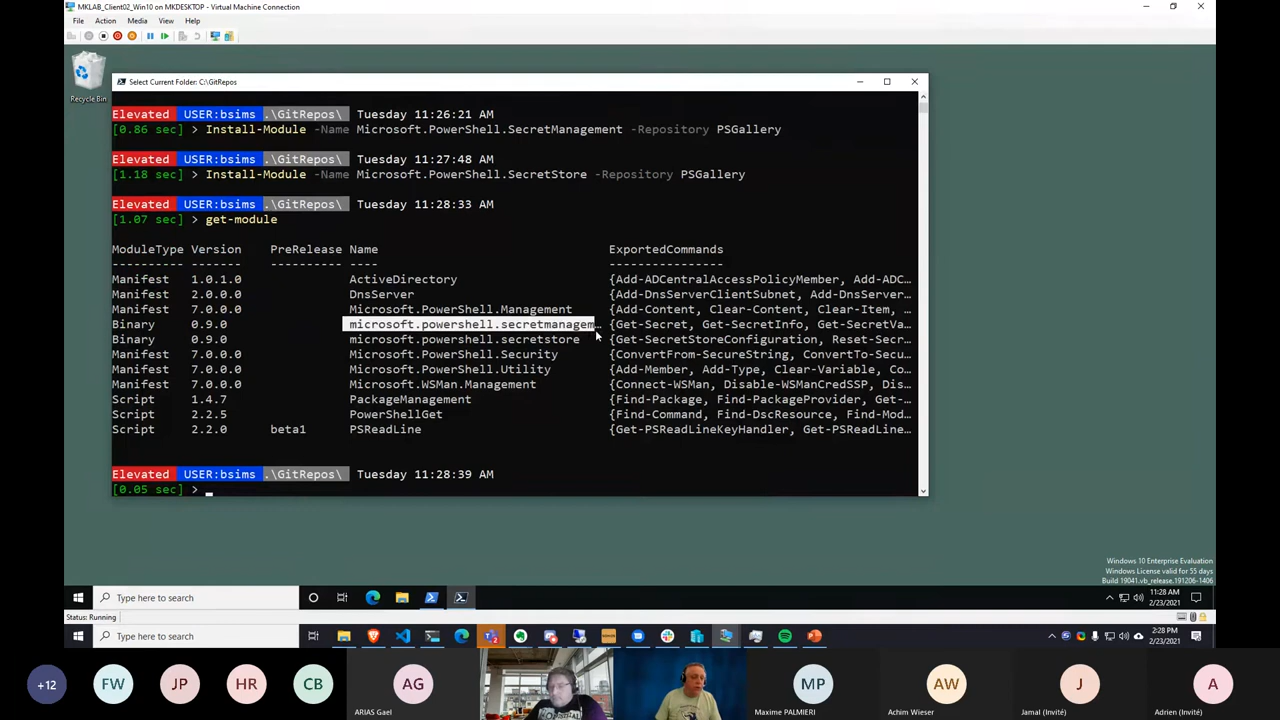 MKLAB_Client02_Win10 on MKDESKTOP - Virtual Machine Connection
File Action Media View Help
Recycle Bin
Select Current Folder: C:\GitRepos
Elevated USER:bsims .\GitRepos\ Tuesday 11:26:21 AM
[0.86 sec] > Install-Module -Name Microsoft.PowerShell.SecretManagement -Repository PSGallery
Elevated USER:bsims .\GitRepos\ Tuesday 11:27:48 AM
[1.18 sec] > Install-Module -Name Microsoft.PowerShell.SecretStore -Repository PSGallery
Elevated USER:bsims .\GitRepos\ Tuesday 11:28:33 AM
[1.07 sec] > get-module
ModuleType Version PreRelease Name ExportedCommands
---------- ------- ---------- ---- ----------------
Manifest 1.0.1.0 ActiveDirectory {Add-ADCentralAccessPolicyMember, Add-ADC…
Manifest 2.0.0.0 DnsServer {Add-DnsServerClientSubnet, Add-DnsServer…
Manifest 7.0.0.0 Microsoft.PowerShell.Management {Add-Content, Clear-Content, Clear-Item, …
Binary 0.9.0 microsoft.powershell.secretmanagem… {Get-Secret, Get-SecretInfo, Get-SecretVa…
Binary 0.9.0 microsoft.powershell.secretstore {Get-SecretStoreConfiguration, Reset-Secr…
Manifest 7.0.0.0 Microsoft.PowerShell.Security {ConvertFrom-SecureString, ConvertTo-Secu…
Manifest 7.0.0.0 Microsoft.PowerShell.Utility {Add-Member, Add-Type, Clear-Variable, Co…
Manifest 7.0.0.0 Microsoft.WSMan.Management {Connect-WSMan, Disable-WSManCredSSP, Dis…
Script 1.4.7 PackageManagement {Find-Package, Find-PackageProvider, Get-…
Script 2.2.5 PowerShellGet {Find-Command, Find-DscResource, Find-Mod…
Script 2.2.0 beta1 PSReadLine {Get-PSReadLineKeyHandler, Get-PSReadLine…
Elevated USER:bsims .\GitRepos\ Tuesday 11:28:39 AM
[0.05 sec] >
Windows 10 Enterprise Evaluation
Windows License valid for 55 days
Build 19041.vb_release.191206-1406
Type here to search
11:28 AM
2/23/2021
Status: Running
Type here to search
2:28 PM
2/23/2021
+12 FW JP HR CB AG MP AW J A
ARIAS Gael Maxime PALMIERI Achim Wieser Jamal (Invité) Adrien (Invité)